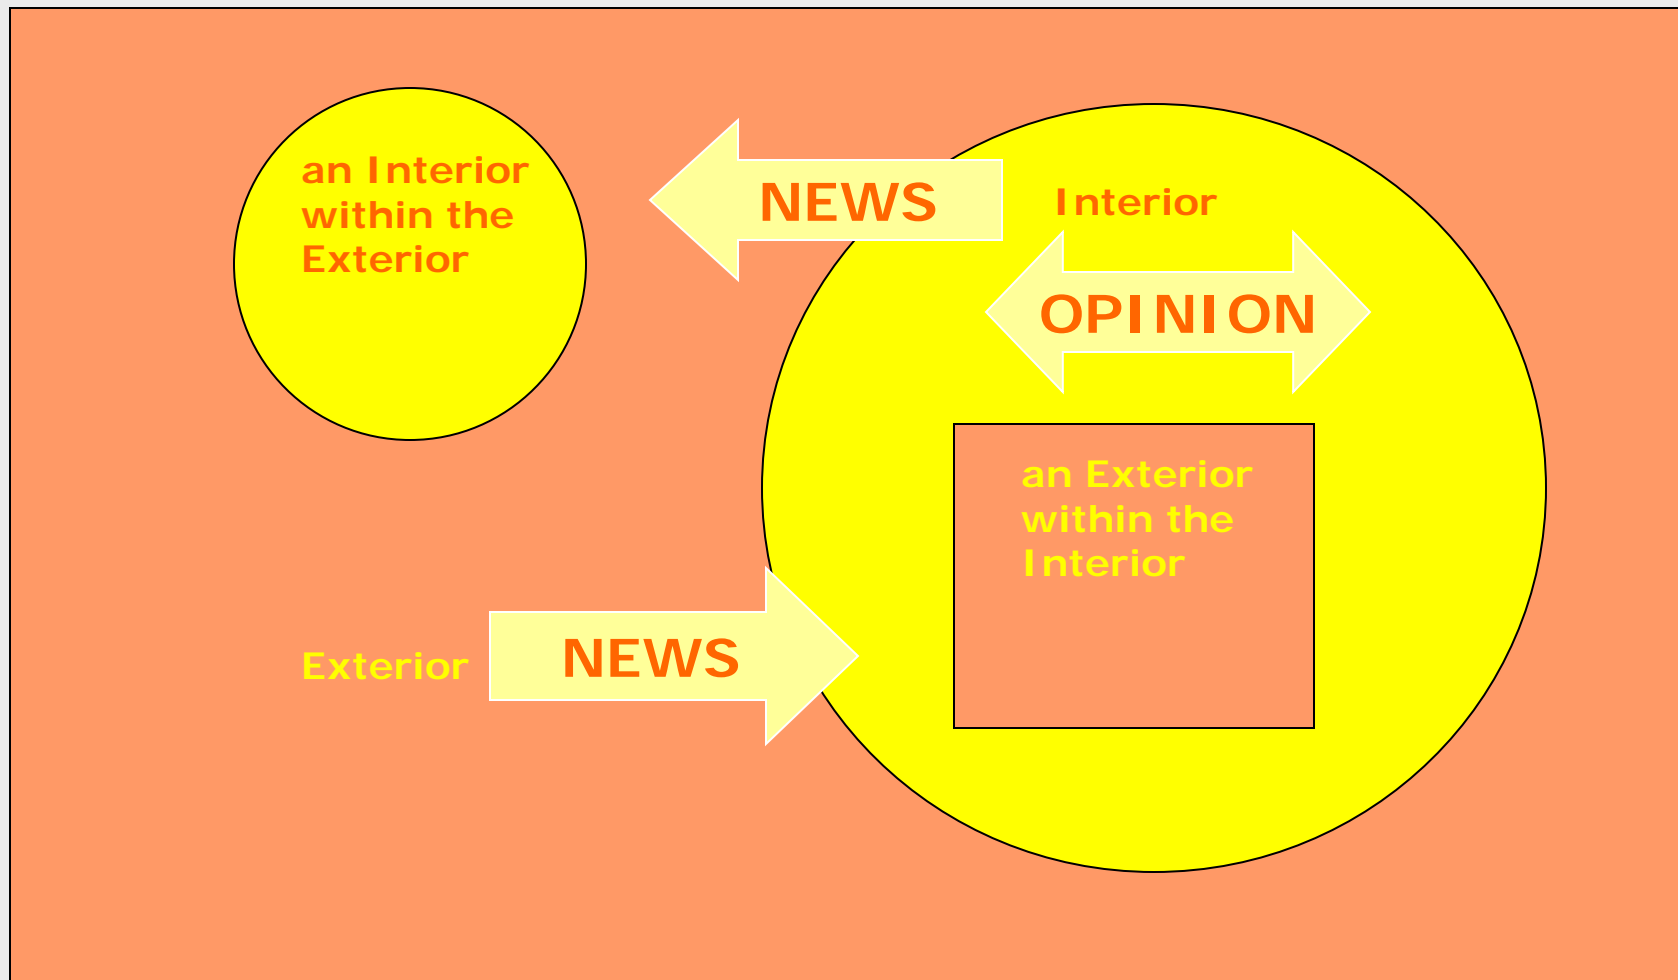 an Interior
within the
Exterior
NEWS
Interior
OPINION
an Exterior
within the
Interior
Exterior
NEWS